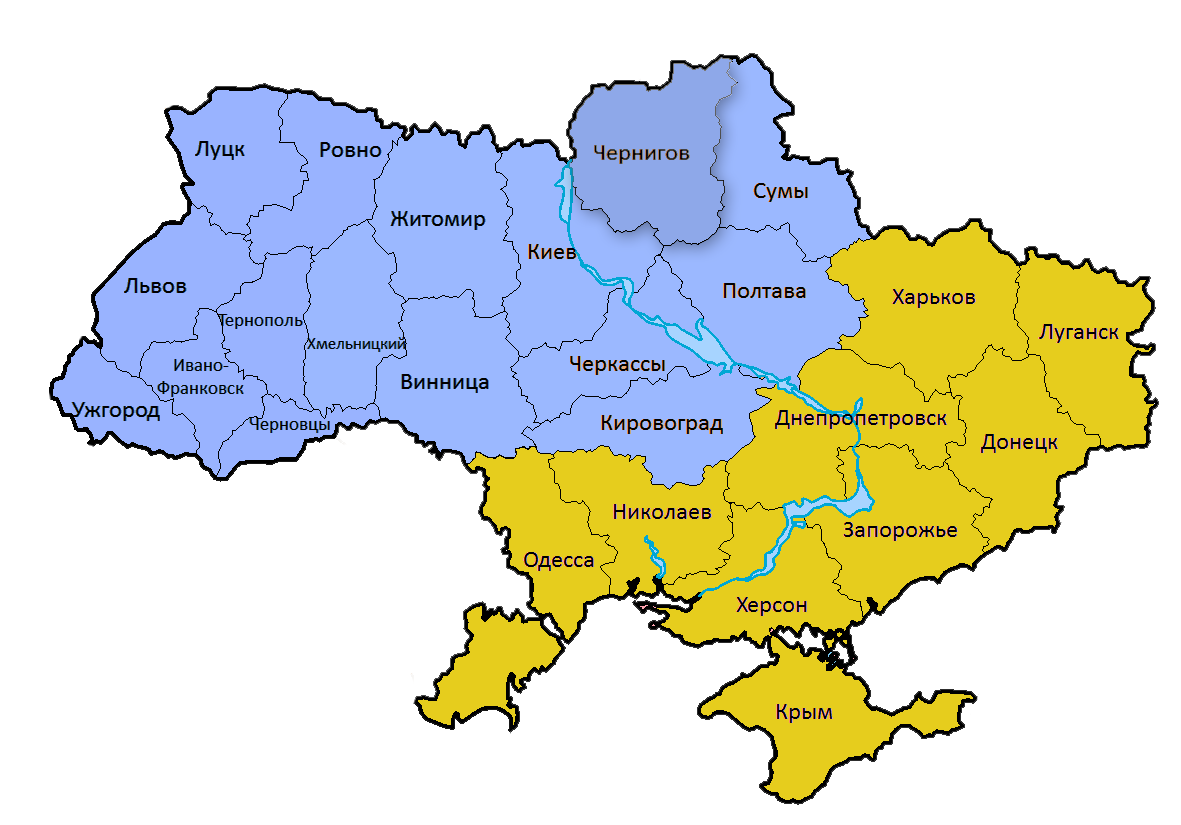 Чернигов
Луцк
Ровно
Сумы
Житомир
Киев
Львов
Полтава
Харьков
Тернополь
Луганск
Хмельницкий
Ивано-
Франковск
Черкассы
Винница
Ужгород
Черновцы
Кировоград
Днепропетровск
Донецк
Николаев
Запорожье
Одесса
Херсон
Крым